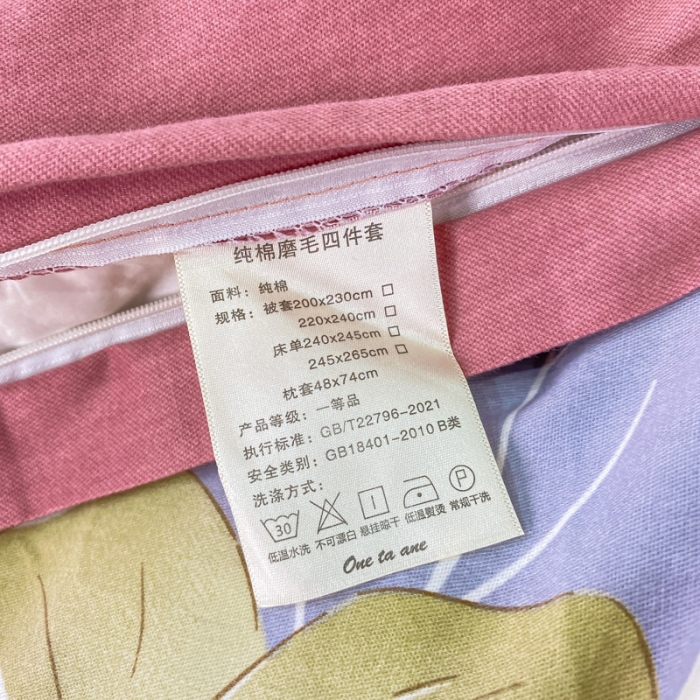 纯棉磨毛四件套
面料：纯棉
规格：被套200x230cm □
220x240cm □
床单240x245cm □
245x265cm □
枕套48x74cm
产品等级：一等品
执行标准：GB/T22796-2021
安全类别：GB18401-2010 B类
洗涤方式：
30 P
低温水洗 不可漂白 悬挂晾干 低温熨烫 常规干洗
One ta ane